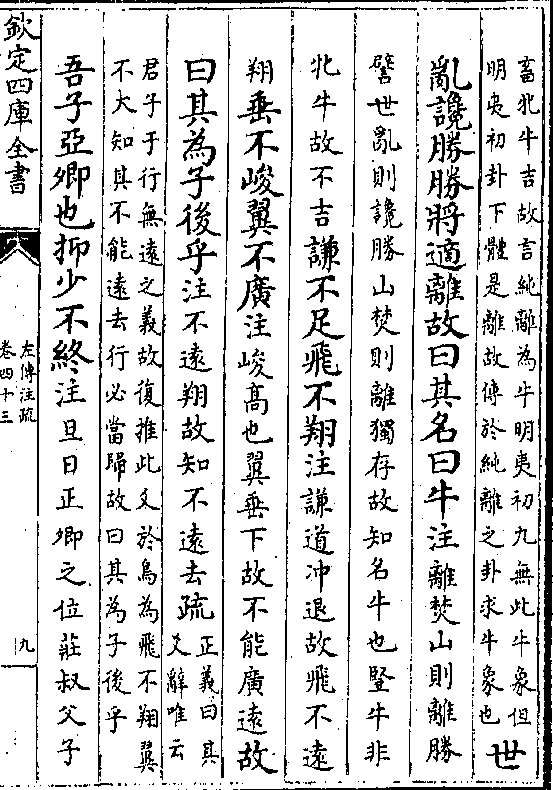 畜牝牛吉故言純離為牛明夷初九無此牛象但
明夷初卦下體是離故傳於純離之卦求牛象也
世
亂讒勝勝將適離故曰其名曰牛注離焚山則離勝
譬世亂則讒勝山焚則離獨存故知名牛也豎牛非
牝牛故不吉謙不足飛不翔注謙道冲退故飛不遠
翔垂不峻翼不廣注峻髙也翼垂下故不能廣遠故
曰其為子後乎注不遠翔故知不遠去疏
正義曰其
爻辭唯云
君子于行無遠之義故復推此爻於鳥為飛不翔翼
不大知其不能遠去行必當歸故曰其為子後乎
吾子亞卿也抑少不終注旦日正卿之位莊叔父子
欽定四庫全書
左傳注疏
卷四十三
九